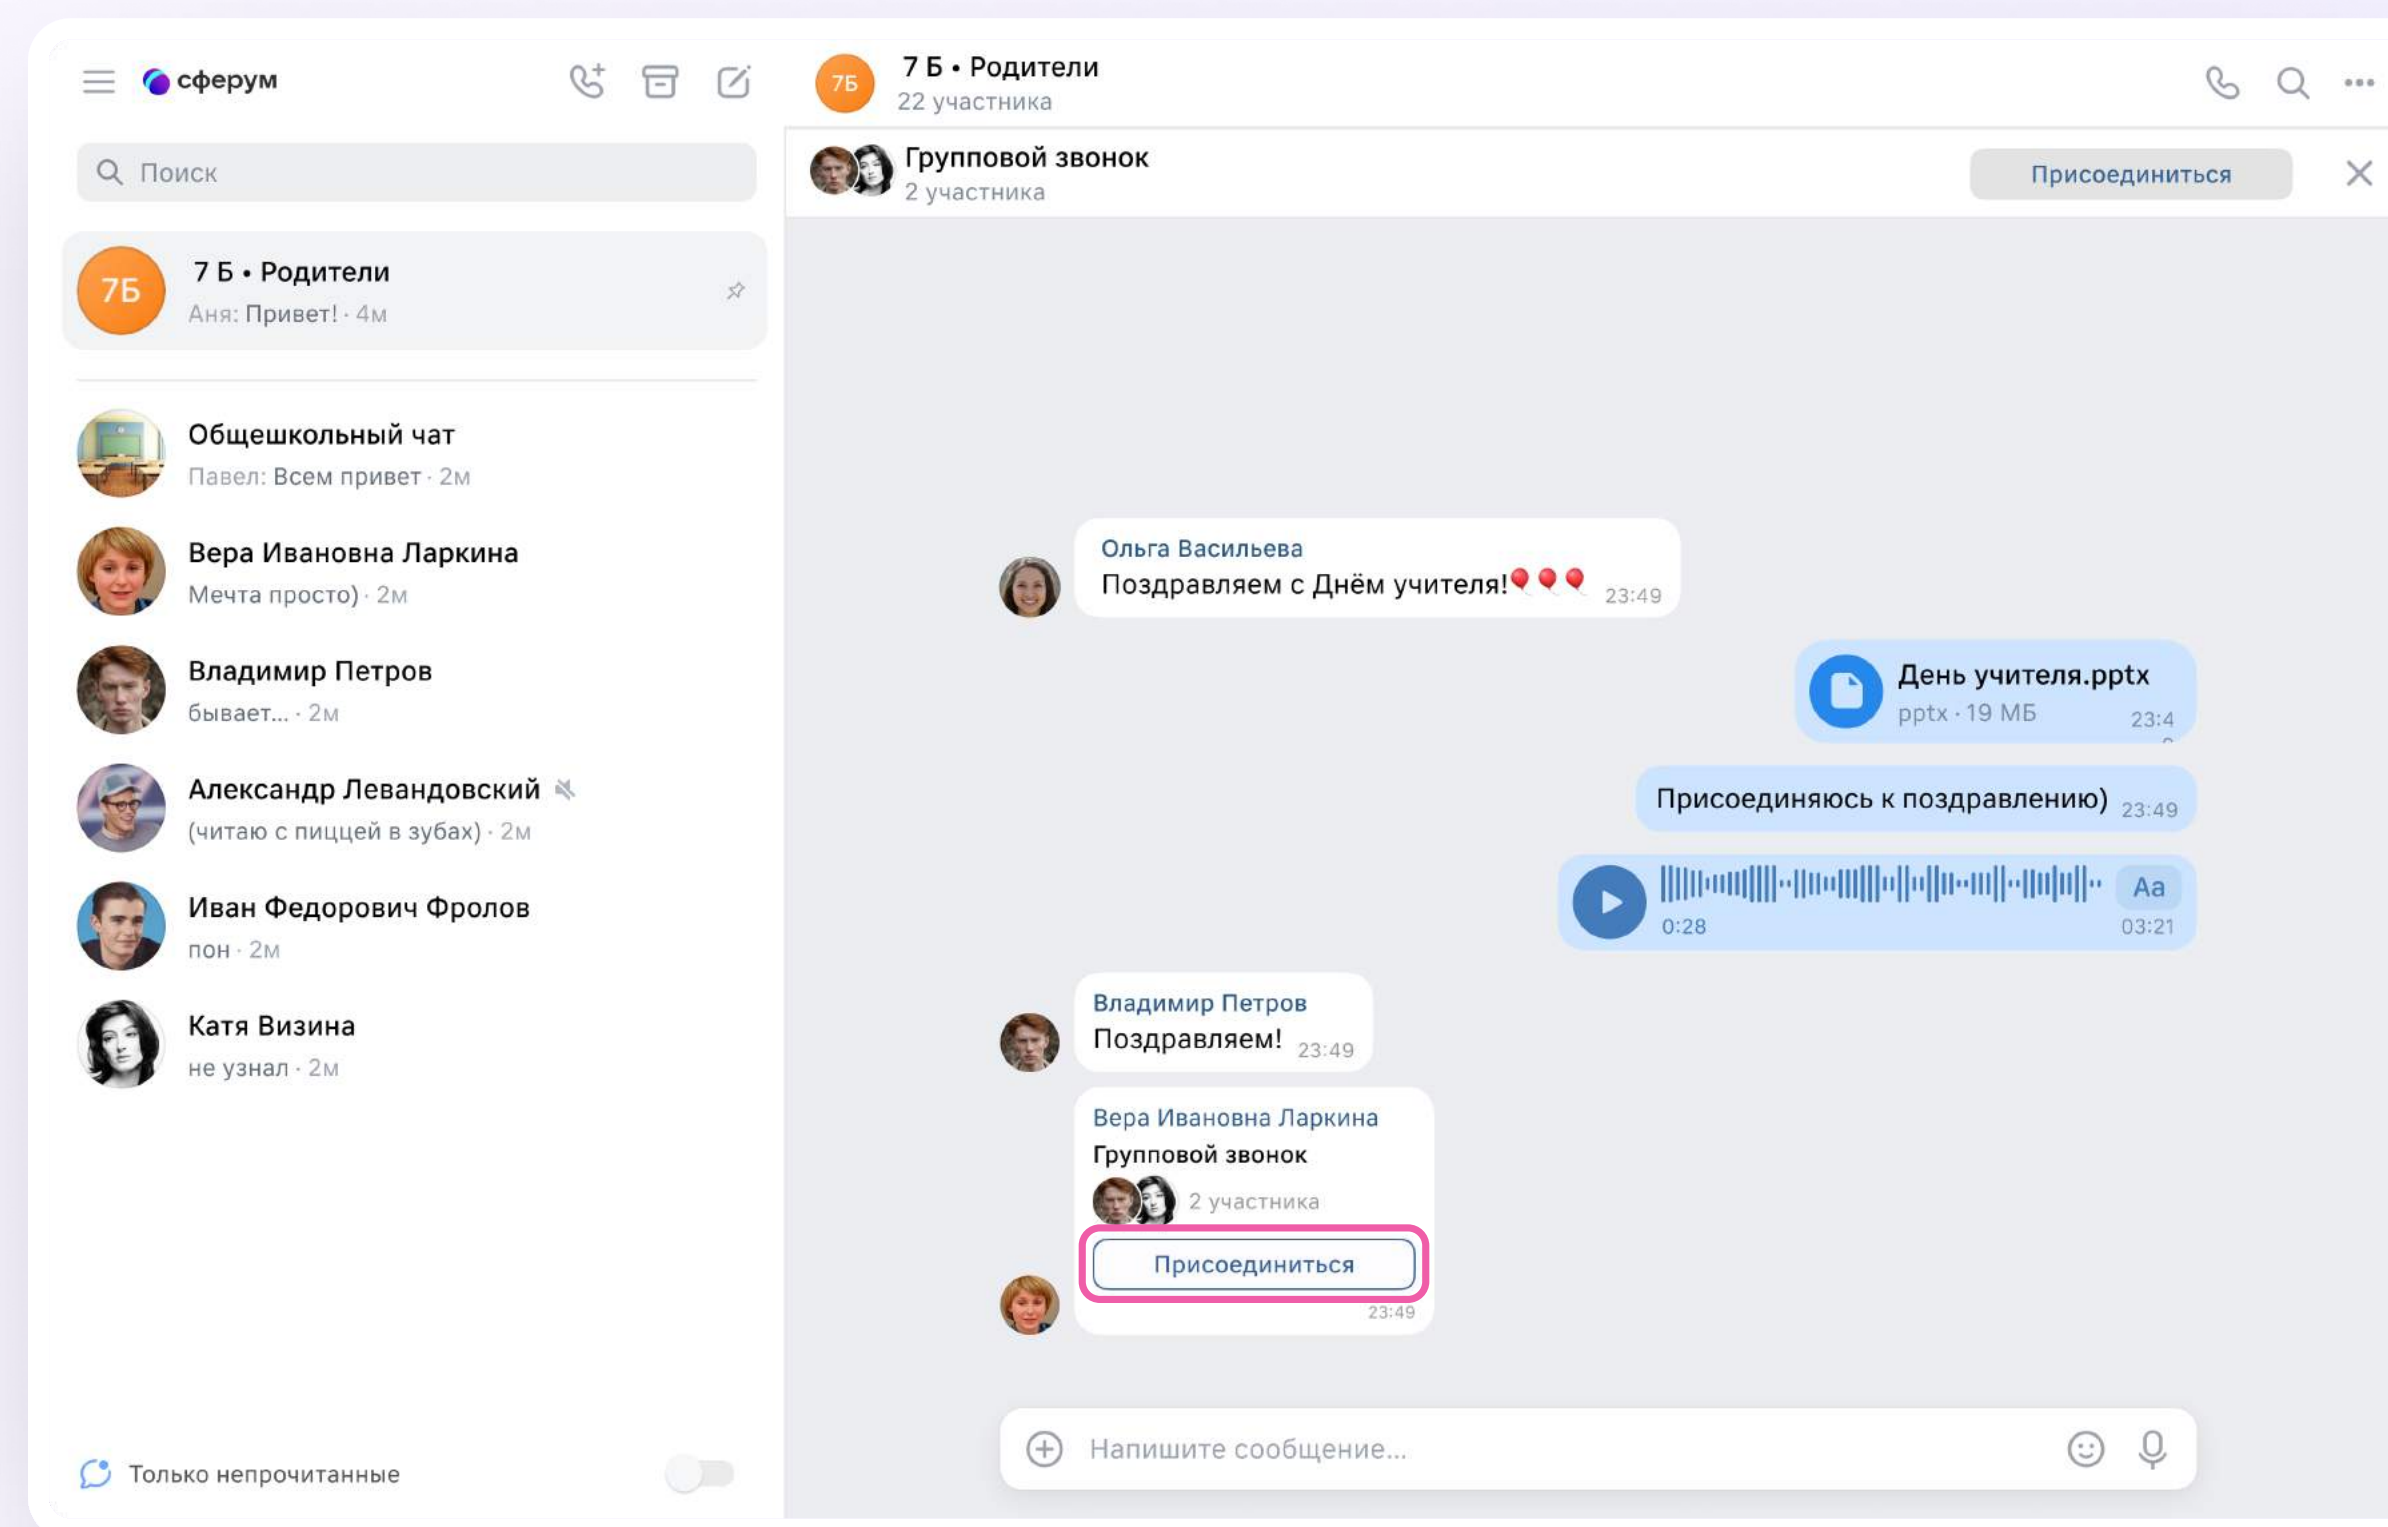 сферум
Поиск
7Б
7 Б • Родители
Аня: Привет! · 4м
Общешкольный чат
Павел: Всем привет · 2м
Вера Ивановна Ларкина
Мечта просто) · 2м
Владимир Петров
бывает... · 2м
Александр Левандовский
(читаю с пиццей в зубах) · 2м
Иван Федорович Фролов
пон · 2м
Катя Визина
не узнал · 2м
Только непрочитанные
7Б
7 Б • Родители
22 участника
Групповой звонок
2 участника
Присоединиться
Ольга Васильева
Поздравляем с Днём учителя!🎈🎈🎈 23:49
День учителя.pptx
pptx · 19 МБ 23:4
Присоединяюсь к поздравлению) 23:49
Aa
0:28 03:21
Владимир Петров
Поздравляем! 23:49
Вера Ивановна Ларкина
Групповой звонок
2 участника
Присоединиться
23:49
Напишите сообщение...